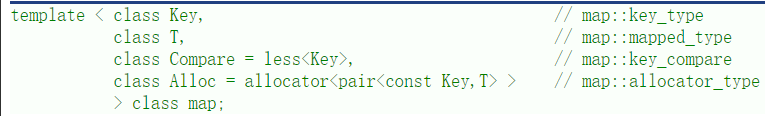 template < class Key,                                     // map::key_type
           class T,                                       // map::mapped_type
           class Compare = less<Key>,                     // map::key_compare
           class Alloc = allocator<pair<const Key,T> >    // map::allocator_type
           > class map;